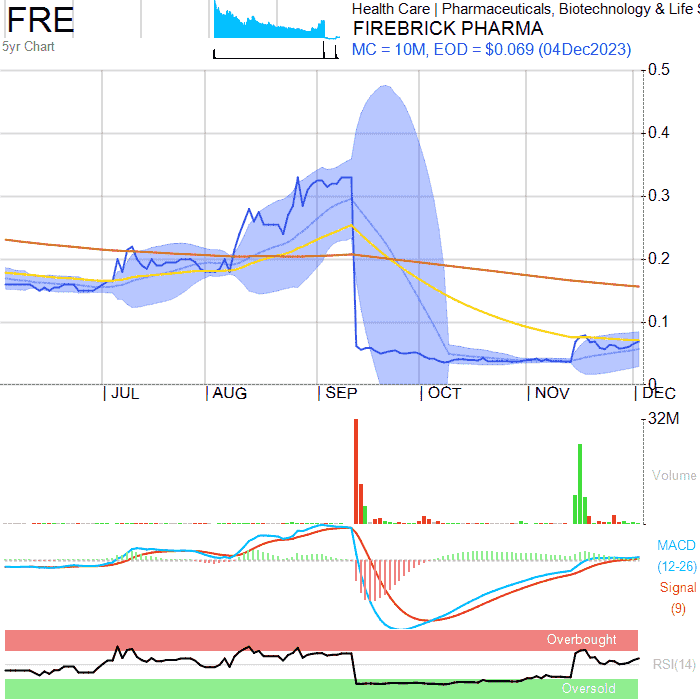 FRE
5yr Chart
Health Care | Pharmaceuticals, Biotechnology & Life S
FIREBRICK PHARMA
MC = 10M, EOD = $0.069 (04Dec2023)
0.5
0.4
0.3
0.2
0.1
0
JUL AUG SEP OCT NOV DEC
32M
Volume
MACD
(12-26)
Signal
(9)
Overbought
RSI(14)
Oversold